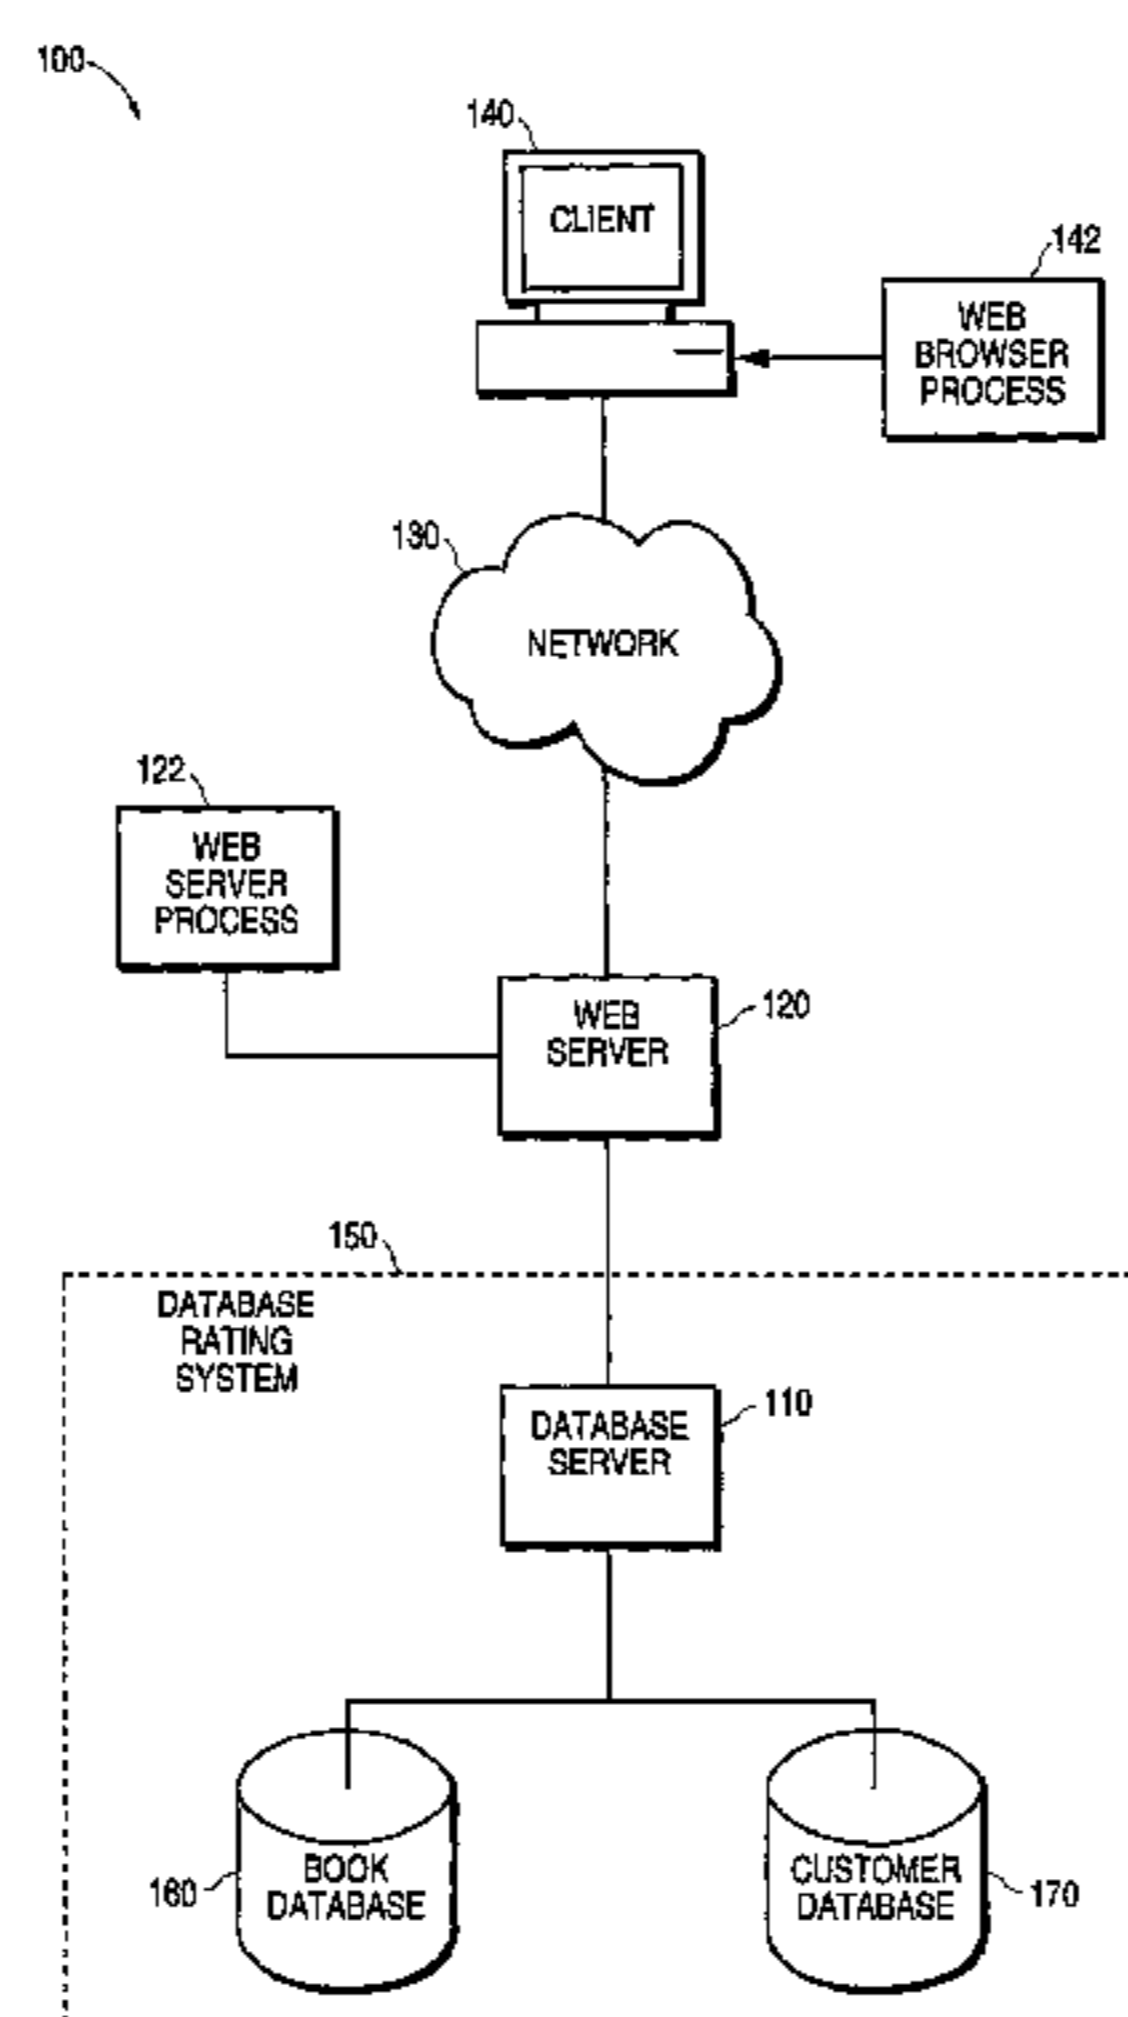 100
140
CLIENT
142
WEB
BROWSER
PROCESS
130
NETWORK
122
WEB
SERVER
PROCESS
WEB
SERVER
120
150
DATABASE
RATING
SYSTEM
DATABASE
SERVER
110
BOOK
DATABASE
160
CUSTOMER
DATABASE
170